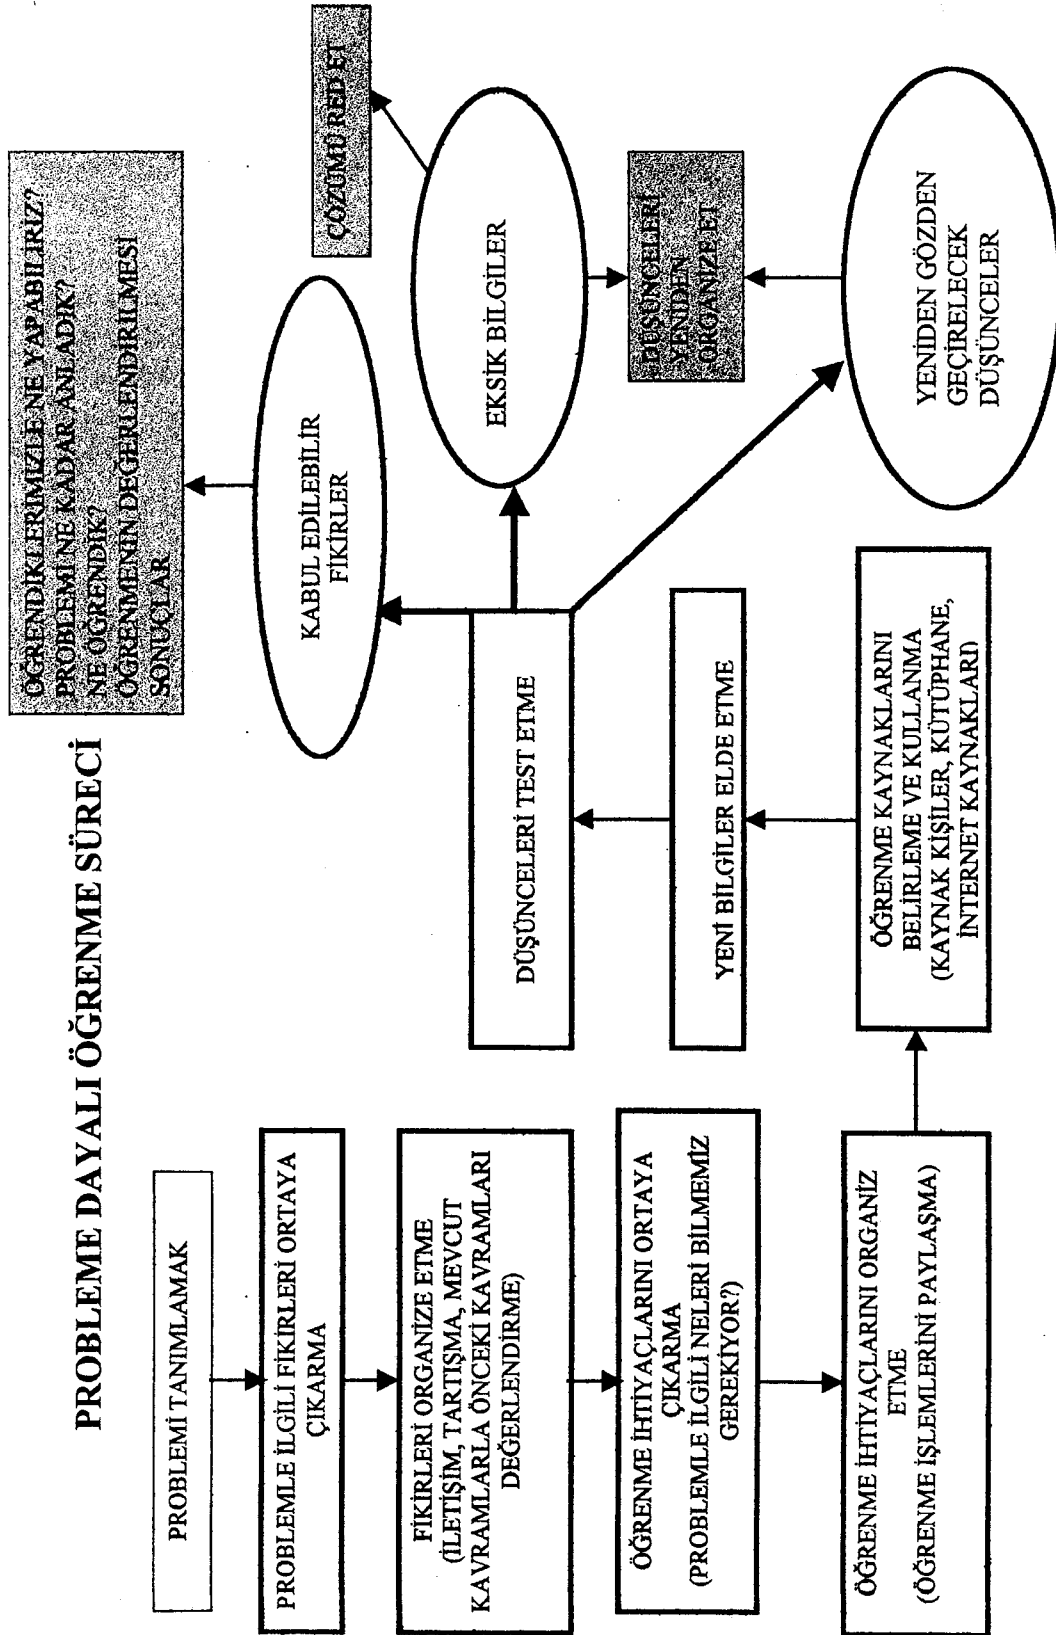 PROBLEME DAYALI ÖĞRENME SÜRECİ
PROBLEMİ TANIMLAMAK
PROBLEMLE İLGİLİ FİKİRLERİ ORTAYA
ÇIKARMA
FİKİRLERİ ORGANİZE ETME
(İLETİŞİM, TARTIŞMA, MEVCUT
KAVRAMLARLA ÖNCEKİ KAVRAMLARI
DEĞERLENDİRME)
ÖĞRENME İHTİYAÇLARINI ORTAYA
ÇIKARMA
(PROBLEMLE İLGİLİ NELERİ BİLMEMİZ
GEREKİYOR?)
ÖĞRENME İHTİYAÇLARINI ORGANİZ
ETME
(ÖĞRENME İŞLEMLERİNİ PAYLAŞMA)
ÖĞRENME KAYNAKLARINI
BELİRLEME VE KULLANMA
(KAYNAK KİŞİLER, KÜTÜPHANE,
İNTERNET KAYNAKLARI)
YENİ BİLGİLER ELDE ETME
DÜŞÜNCELERİ TEST ETME
KABUL EDİLEBİLİR
FİKİRLER
ÖĞRENDİKLERİMİZLE NE YAPABİLİRİZ?
PROBLEMİ NE KADAR ANLADIK?
NE ÖĞRENDİK?
ÖĞRENMENİN DEĞERLENDİRİLMESİ
SONUÇLAR
EKSİK BİLGİLER
ÇÖZÜMÜ RED ET
DÜŞÜNCELERİ
YENİDEN
ORGANİZE ET
YENİDEN GÖZDEN
GEÇİRELECEK
DÜŞÜNCELER